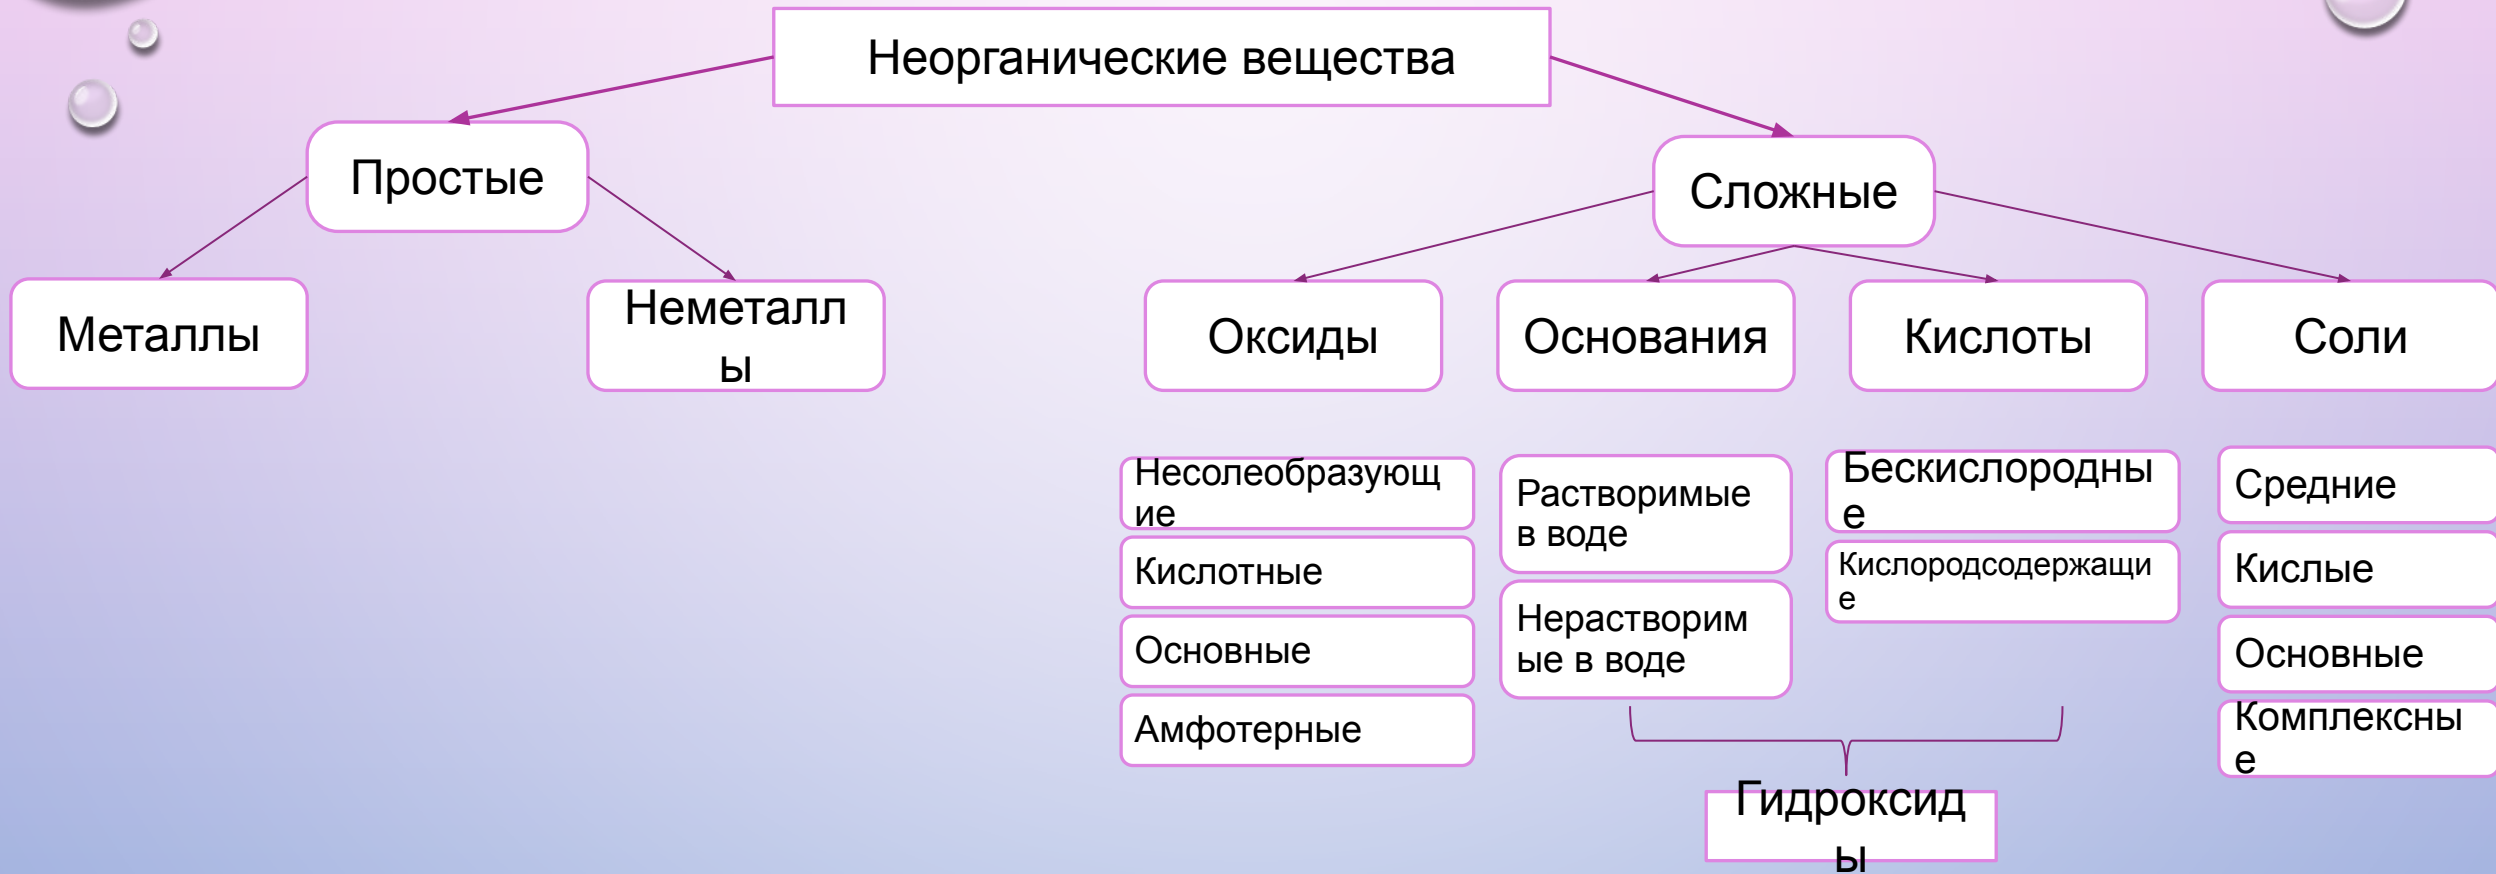 Неорганические вещества
Простые
Сложные
Металлы
Неметалл
ы
Оксиды
Основания
Кислоты
Соли
Несолеобразующ
ие
Кислотные
Основные
Амфотерные
Растворимые
в воде
Нерастворим
ые в воде
Бескислородны
е
Кислородсодержащи
е
Средние
Кислые
Основные
Комплексны
е
Гидроксид
ы